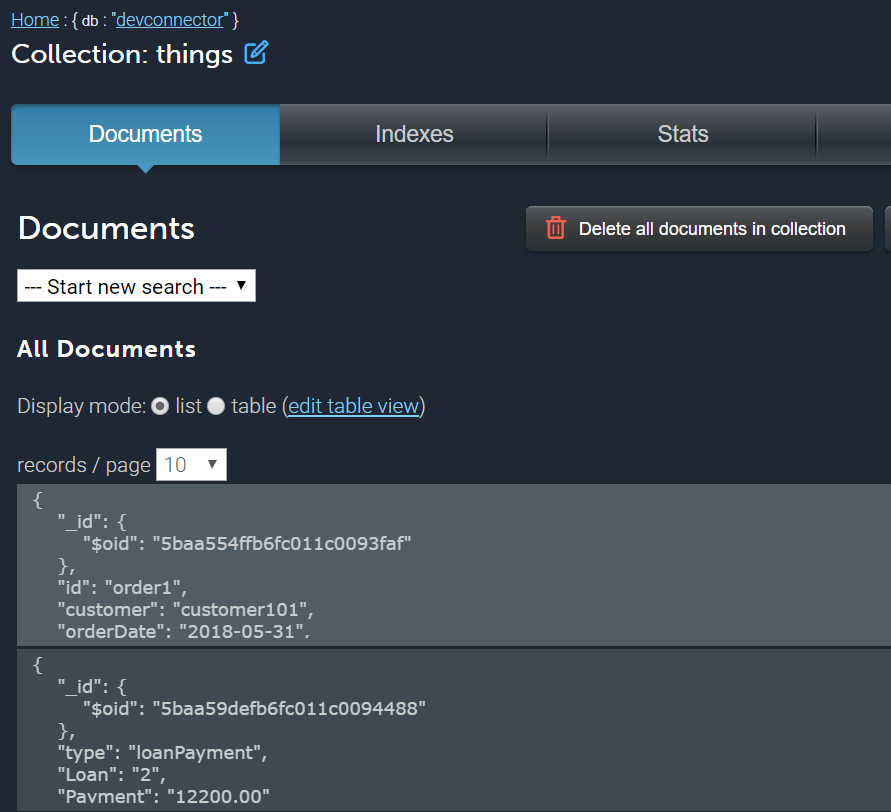 Home : { db : "devconnector" }
Collection: things
Documents Indexes Stats
Documents
Delete all documents in collection
--- Start new search ---
All Documents
Display mode: list table (edit table view)
records / page 10
{
"_id": {
"$oid": "5baa554ffb6fc011c0093faf"
},
"id": "order1",
"customer": "customer101",
"orderDate": "2018-05-31".
{
"_id": {
"$oid": "5baa59defb6fc011c0094488"
},
"type": "loanPayment",
"Loan": "2",
"Payment": "12200.00"